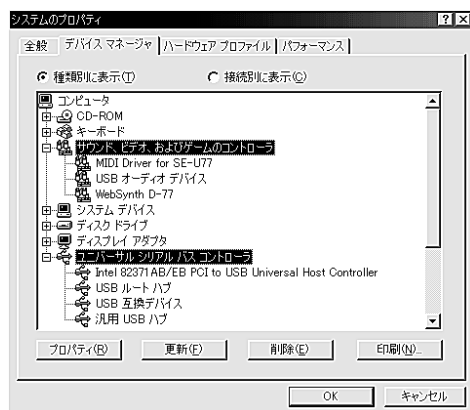 システムのプロパティ
全般 デバイス マネージャ ハードウェア プロファイル パフォーマンス
種類別に表示(T) 接続別に表示(C)
コンピュータ
CD-ROM
キーボード
サウンド、ビデオ、およびゲームのコントローラ
MIDI Driver for SE-U77
USB オーディオ デバイス
WebSynth D-77
システム デバイス
ディスク ドライブ
ディスプレイ アダプタ
ユニバーサル シリアル バス コントローラ
Intel 82371AB/EB PCI to USB Universal Host Controller
USB ルート ハブ
USB 互換デバイス
汎用 USB ハブ
プロパティ(R) 更新(F) 削除(E) 印刷(N)...
OK キャンセル